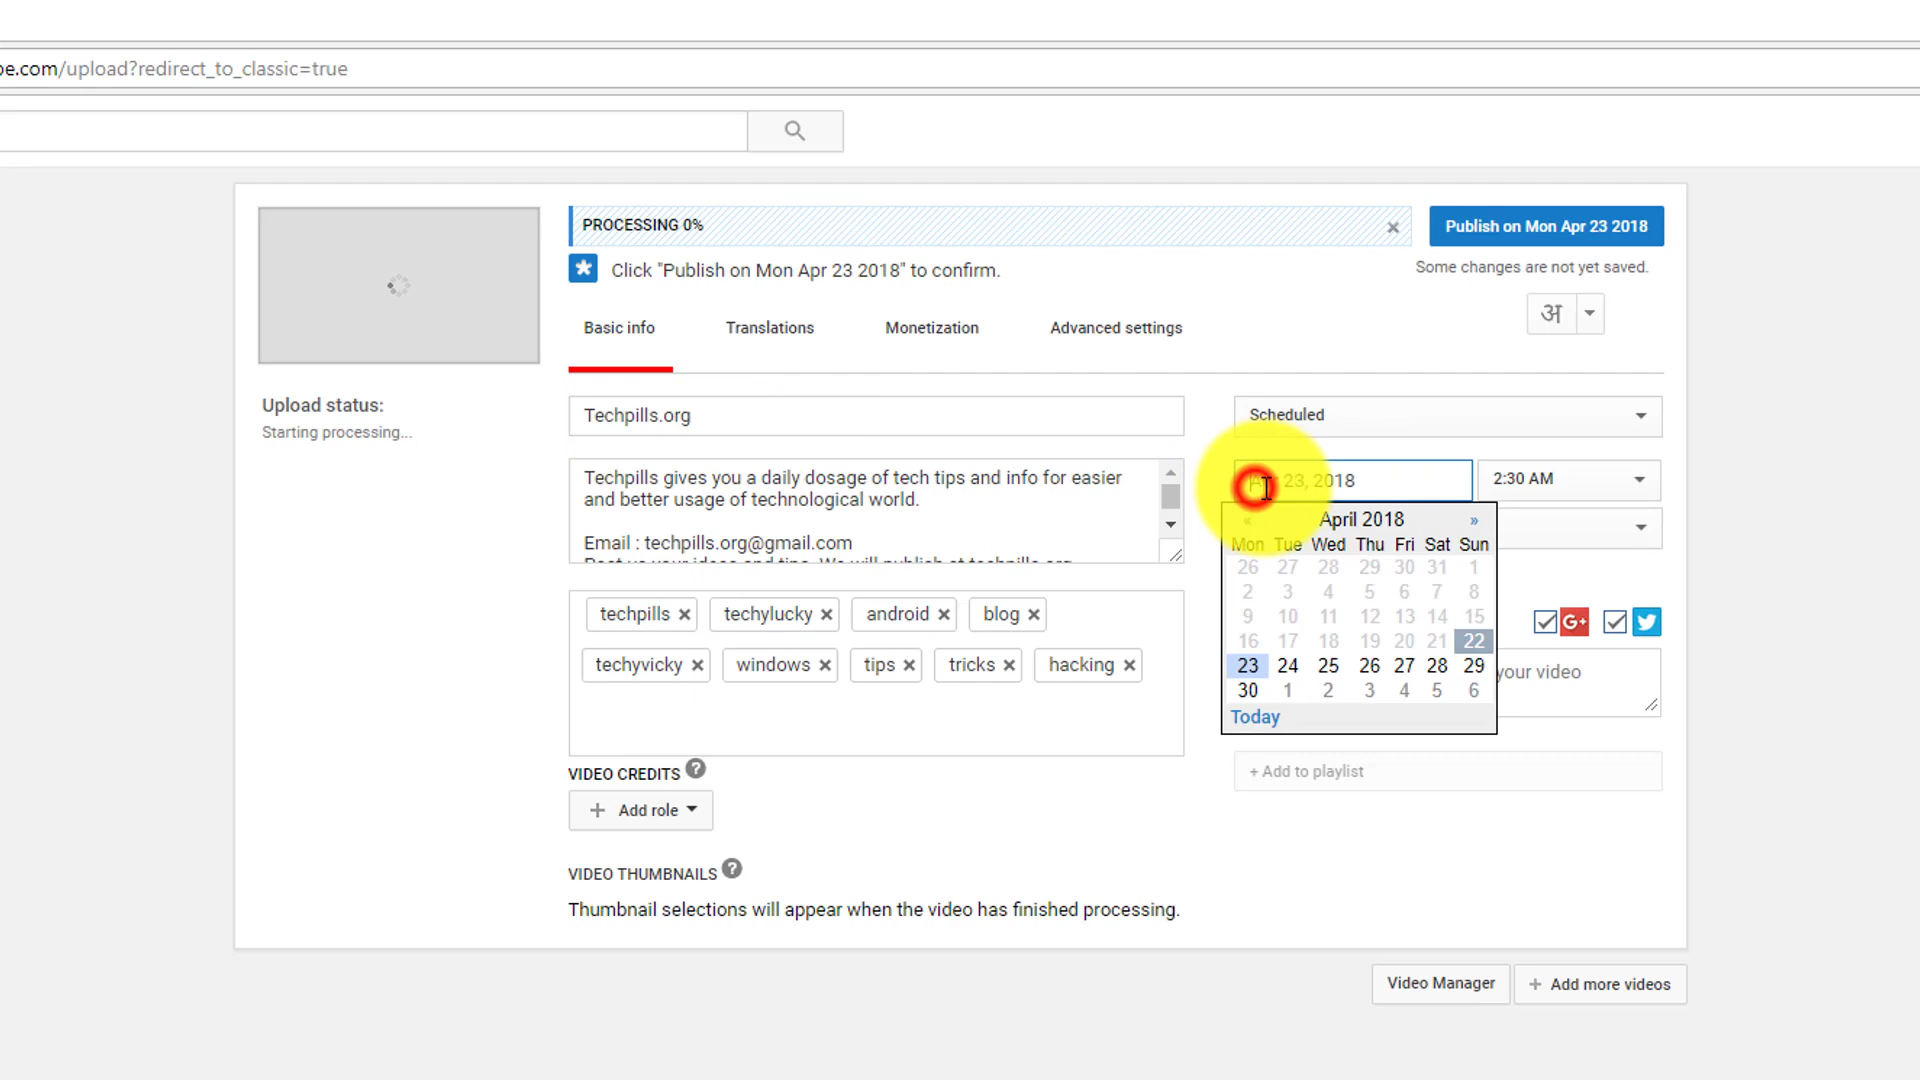 be.com/upload?redirect_to_classic=true
PROCESSING 0%
Publish on Mon Apr 23 2018
Click "Publish on Mon Apr 23 2018" to confirm.
Some changes are not yet saved.
अ
Basic info
Translations
Monetization
Advanced settings
Upload status:
Starting processing...
Techpills.org
Techpills gives you a daily dosage of tech tips and info for easier
and better usage of technological world.
Email : techpills.org@gmail.com
techpills
techylucky
android
blog
techyvicky
windows
tips
tricks
hacking
VIDEO CREDITS ?
+ Add role
VIDEO THUMBNAILS ?
Thumbnail selections will appear when the video has finished processing.
Scheduled
23, 2018
2:30 AM
« April 2018 »
Mon Tue Wed Thu Fri Sat Sun
26 27 28 29 30 31 1
2 3 4 5 6 7 8
9 10 11 12 13 14 15
16 17 18 19 20 21 22
23 24 25 26 27 28 29
30 1 2 3 4 5 6
Today
G+
your video
+ Add to playlist
Video Manager
+ Add more videos